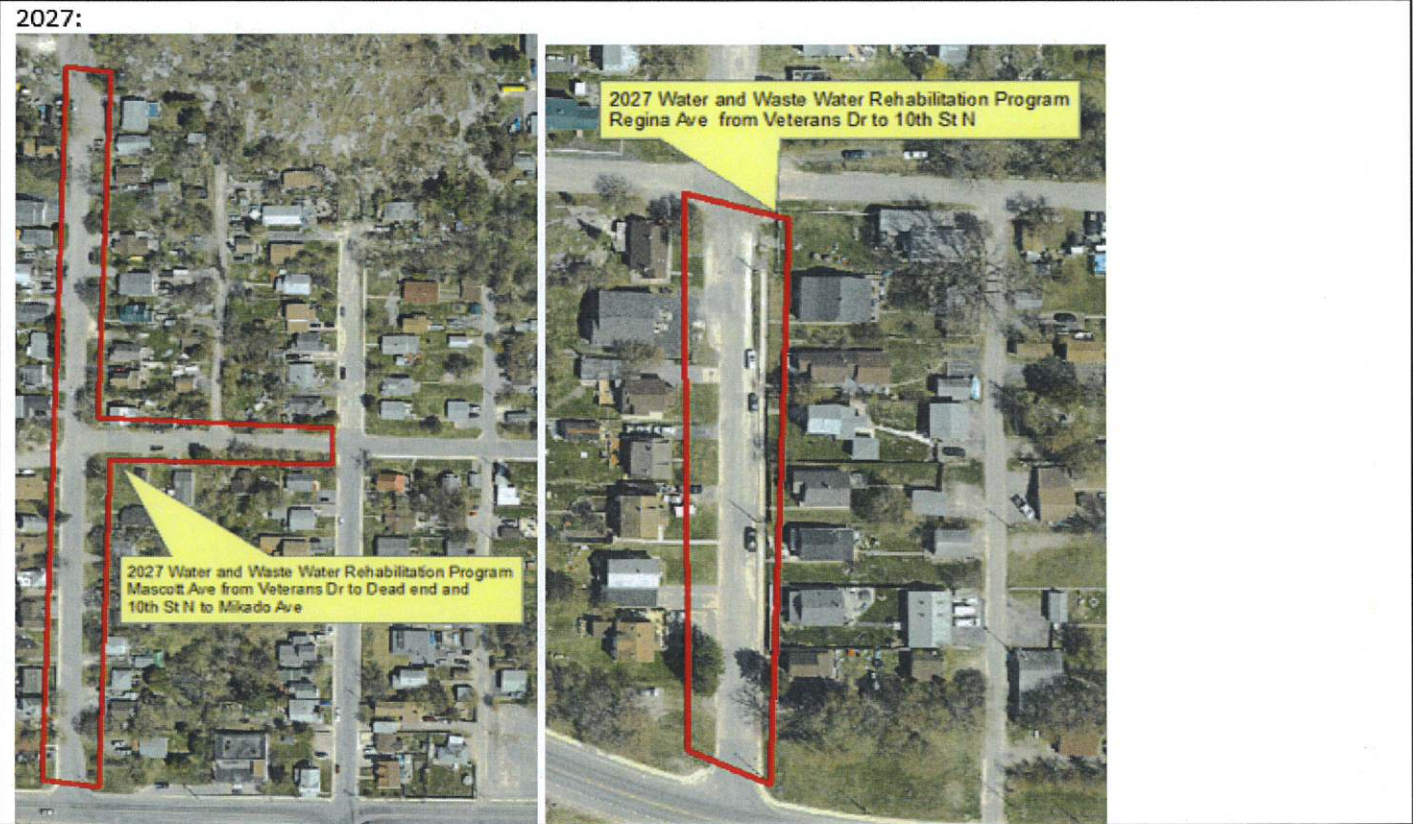 2027:
2027 Water and Waste Water Rehabilitation Program
Mascott Ave from Veterans Dr to Dead end and
10th St N to Mikado Ave
2027 Water and Waste Water Rehabilitation Program
Regina Ave from Veterans Dr to 10th St N